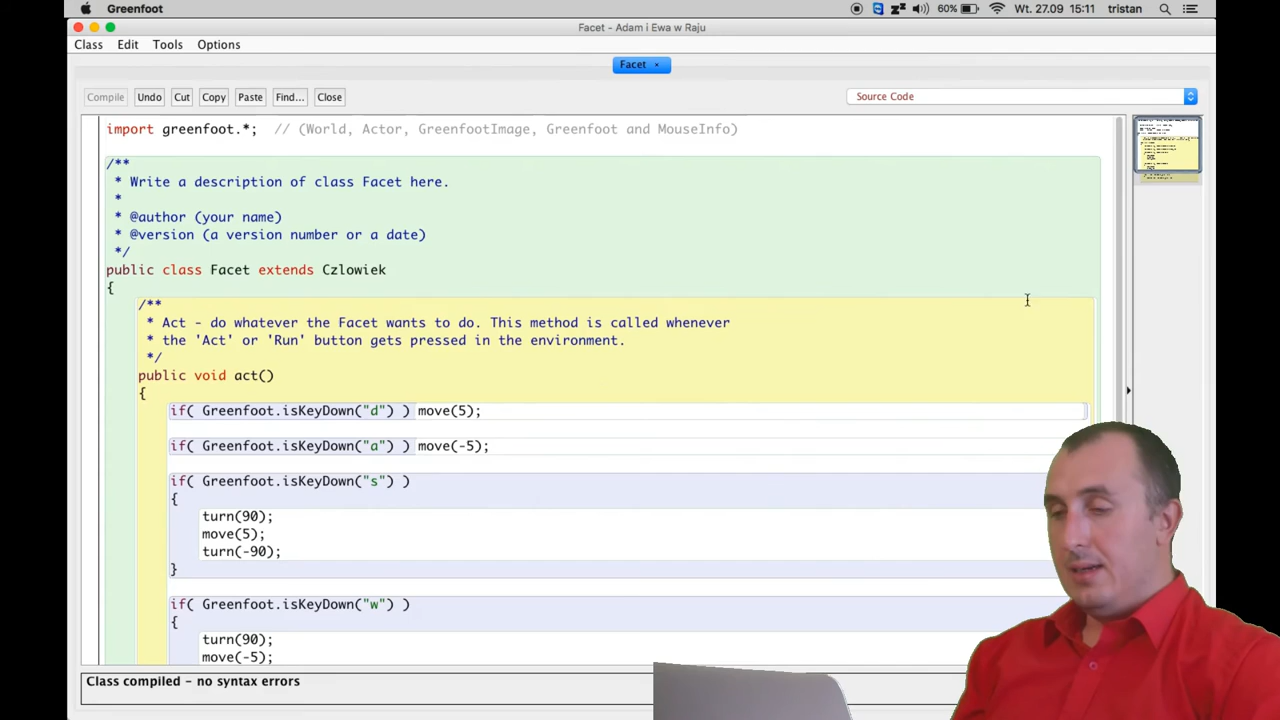 Greenfoot
60% Wt. 27.09 15:11 tristan
Facet - Adam i Ewa w Raju
Class Edit Tools Options
Facet ×
Compile Undo Cut Copy Paste Find... Close
Source Code
import greenfoot.*;  // (World, Actor, GreenfootImage, Greenfoot and MouseInfo)
/**
* Write a description of class Facet here.
*
* @author (your name)
* @version (a version number or a date)
*/
public class Facet extends Czlowiek
{
/**
* Act - do whatever the Facet wants to do. This method is called whenever
* the 'Act' or 'Run' button gets pressed in the environment.
*/
public void act()
{
if( Greenfoot.isKeyDown("d") ) move(5);
if( Greenfoot.isKeyDown("a") ) move(-5);
if( Greenfoot.isKeyDown("s") )
{
turn(90);
move(5);
turn(-90);
}
if( Greenfoot.isKeyDown("w") )
{
turn(90);
move(-5);
Class compiled - no syntax errors